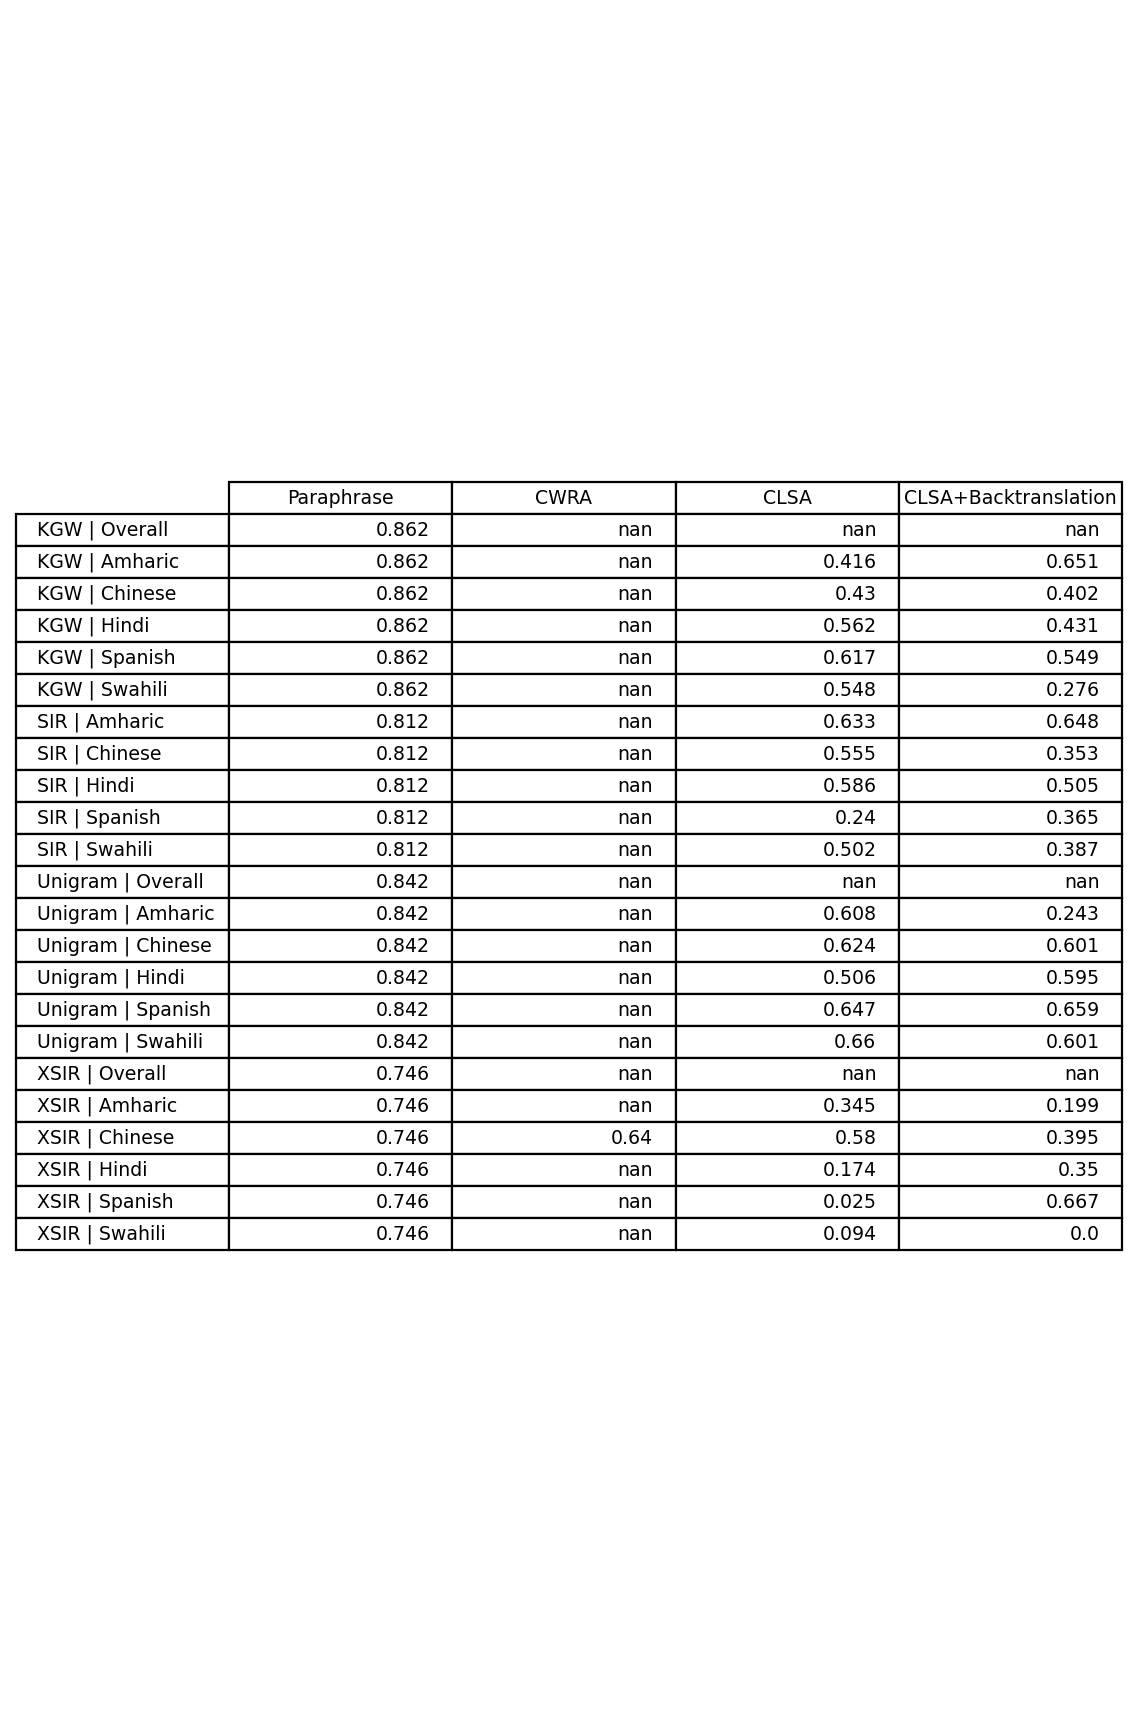 Paraphrase CWRA CLSA CLSA+Backtranslation
KGW | Overall 0.862 nan nan nan
KGW | Amharic 0.862 nan 0.416 0.651
KGW | Chinese 0.862 nan 0.43 0.402
KGW | Hindi 0.862 nan 0.562 0.431
KGW | Spanish 0.862 nan 0.617 0.549
KGW | Swahili 0.862 nan 0.548 0.276
SIR | Amharic 0.812 nan 0.633 0.648
SIR | Chinese 0.812 nan 0.555 0.353
SIR | Hindi 0.812 nan 0.586 0.505
SIR | Spanish 0.812 nan 0.24 0.365
SIR | Swahili 0.812 nan 0.502 0.387
Unigram | Overall 0.842 nan nan nan
Unigram | Amharic 0.842 nan 0.608 0.243
Unigram | Chinese 0.842 nan 0.624 0.601
Unigram | Hindi 0.842 nan 0.506 0.595
Unigram | Spanish 0.842 nan 0.647 0.659
Unigram | Swahili 0.842 nan 0.66 0.601
XSIR | Overall 0.746 nan nan nan
XSIR | Amharic 0.746 nan 0.345 0.199
XSIR | Chinese 0.746 0.64 0.58 0.395
XSIR | Hindi 0.746 nan 0.174 0.35
XSIR | Spanish 0.746 nan 0.025 0.667
XSIR | Swahili 0.746 nan 0.094 0.0